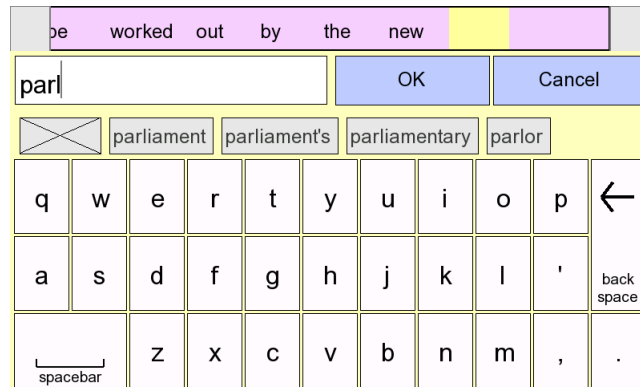 be worked out by the new
parl OK Cancel
parliament parliament's parliamentary parlor
q w e r t y u i o p
a s d f g h j k l ' back space
spacebar z x c v b n m , .